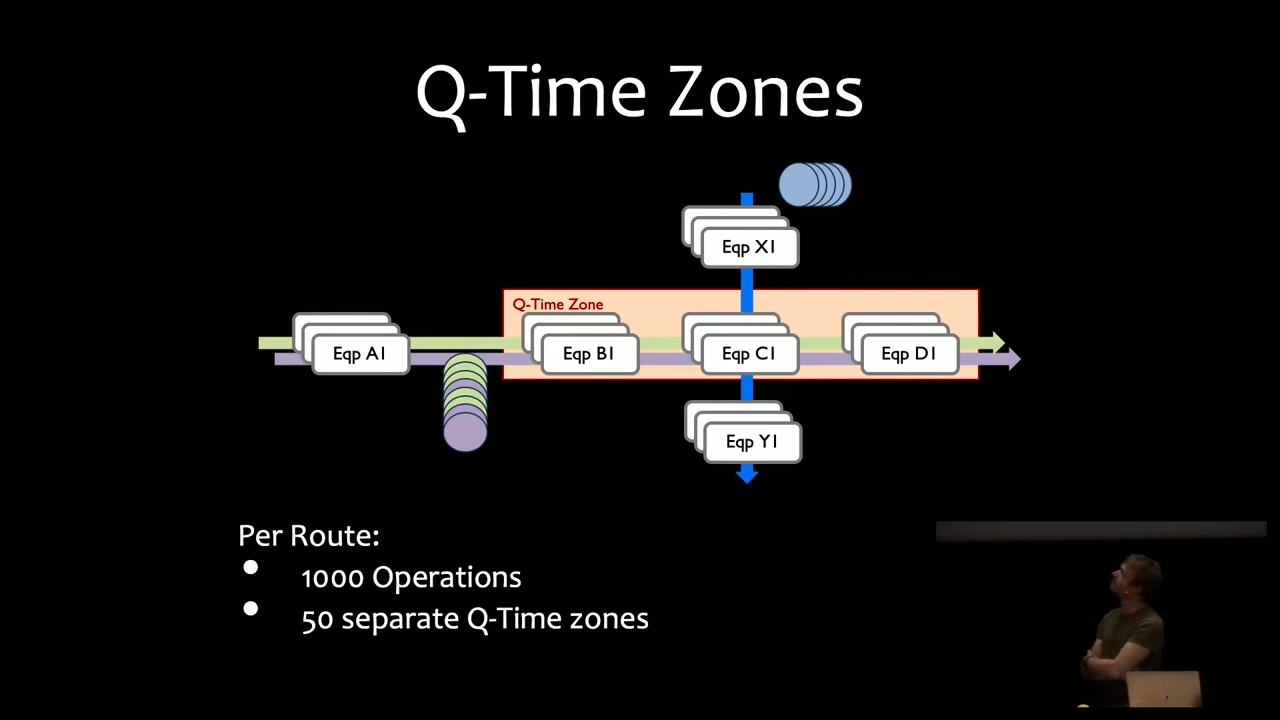 Q-Time Zones
Eqp X1
Q-Time Zone
Eqp A1
Eqp B1
Eqp C1
Eqp D1
Eqp Y1
Per Route:
1000 Operations
50 separate Q-Time zones